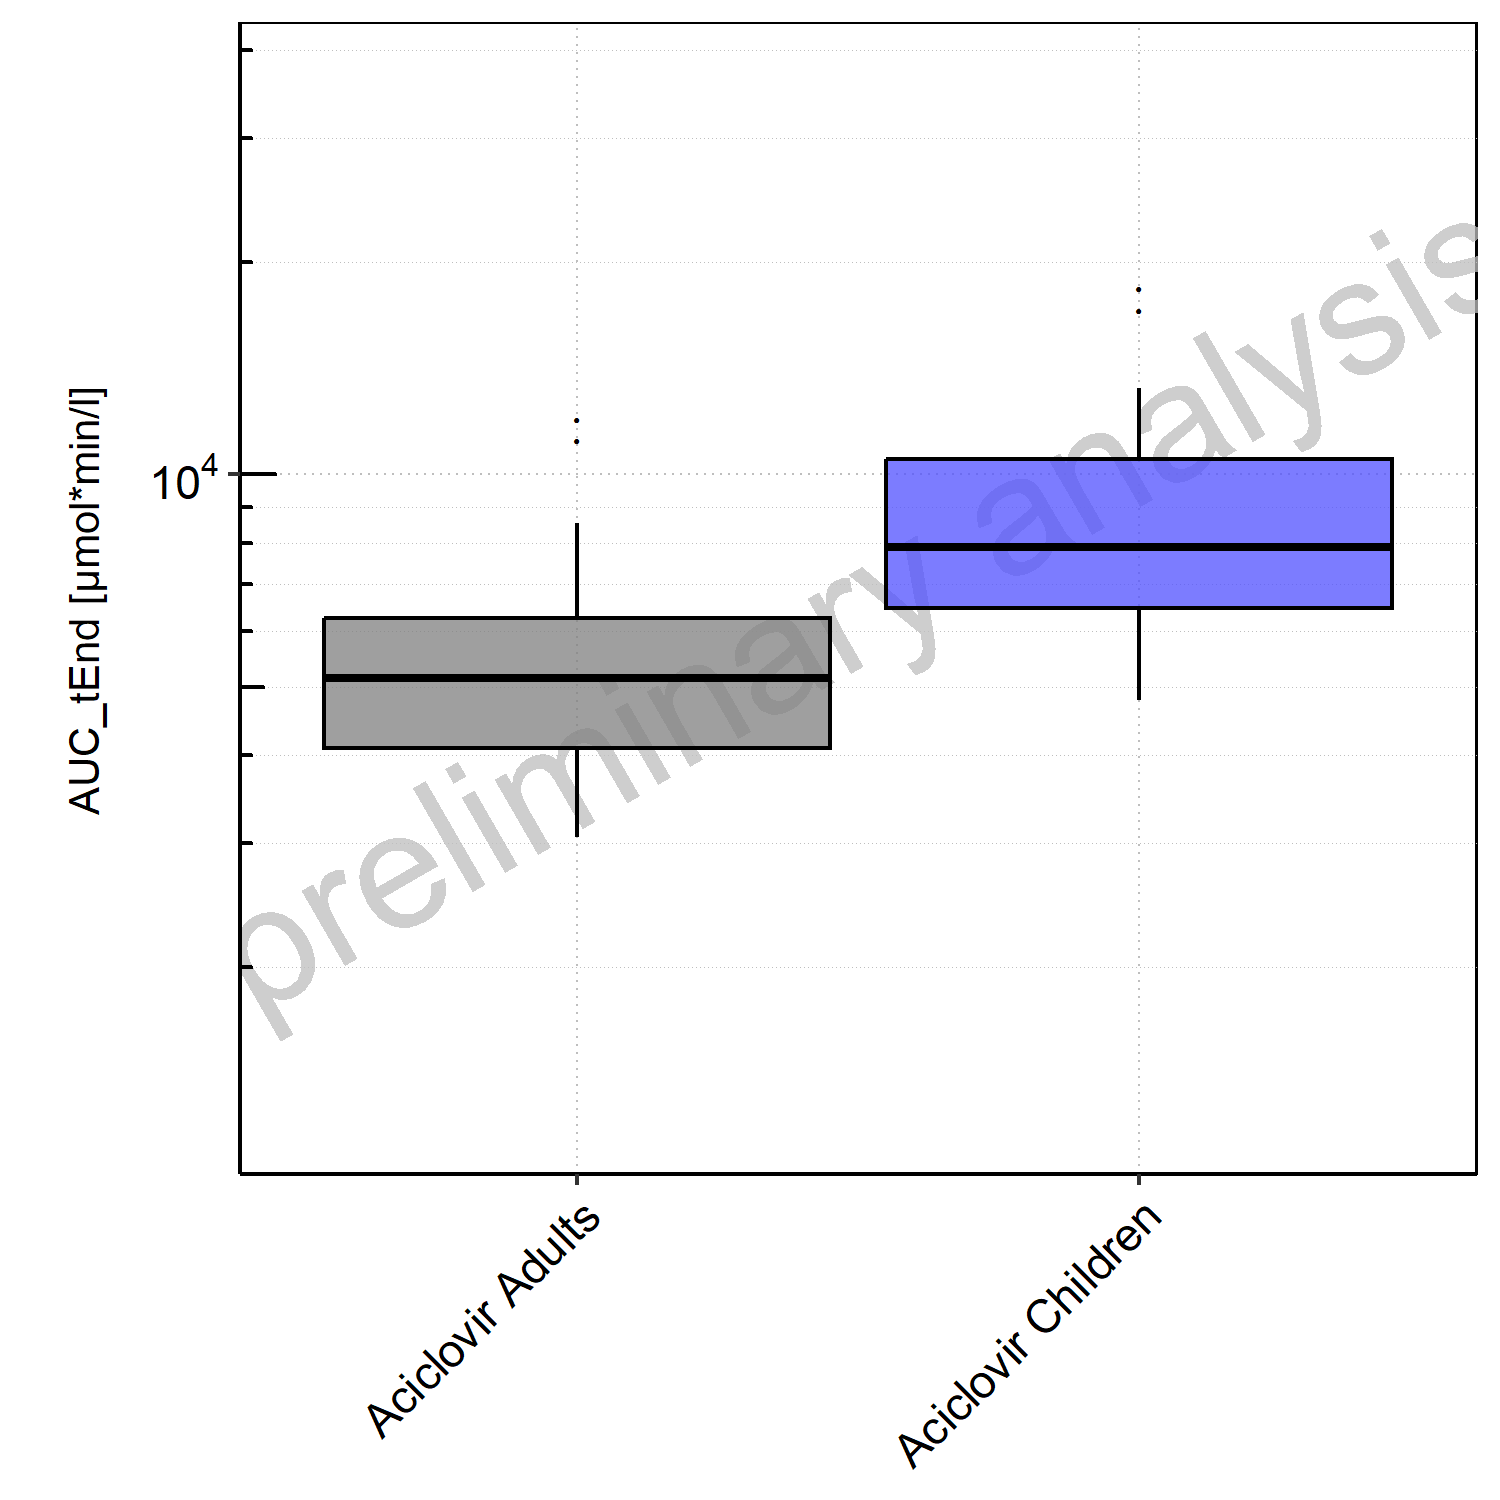 AUC_tEnd [µmol*min/l]
10⁴
preliminary analysis
Aciclovir Adults
Aciclovir Children